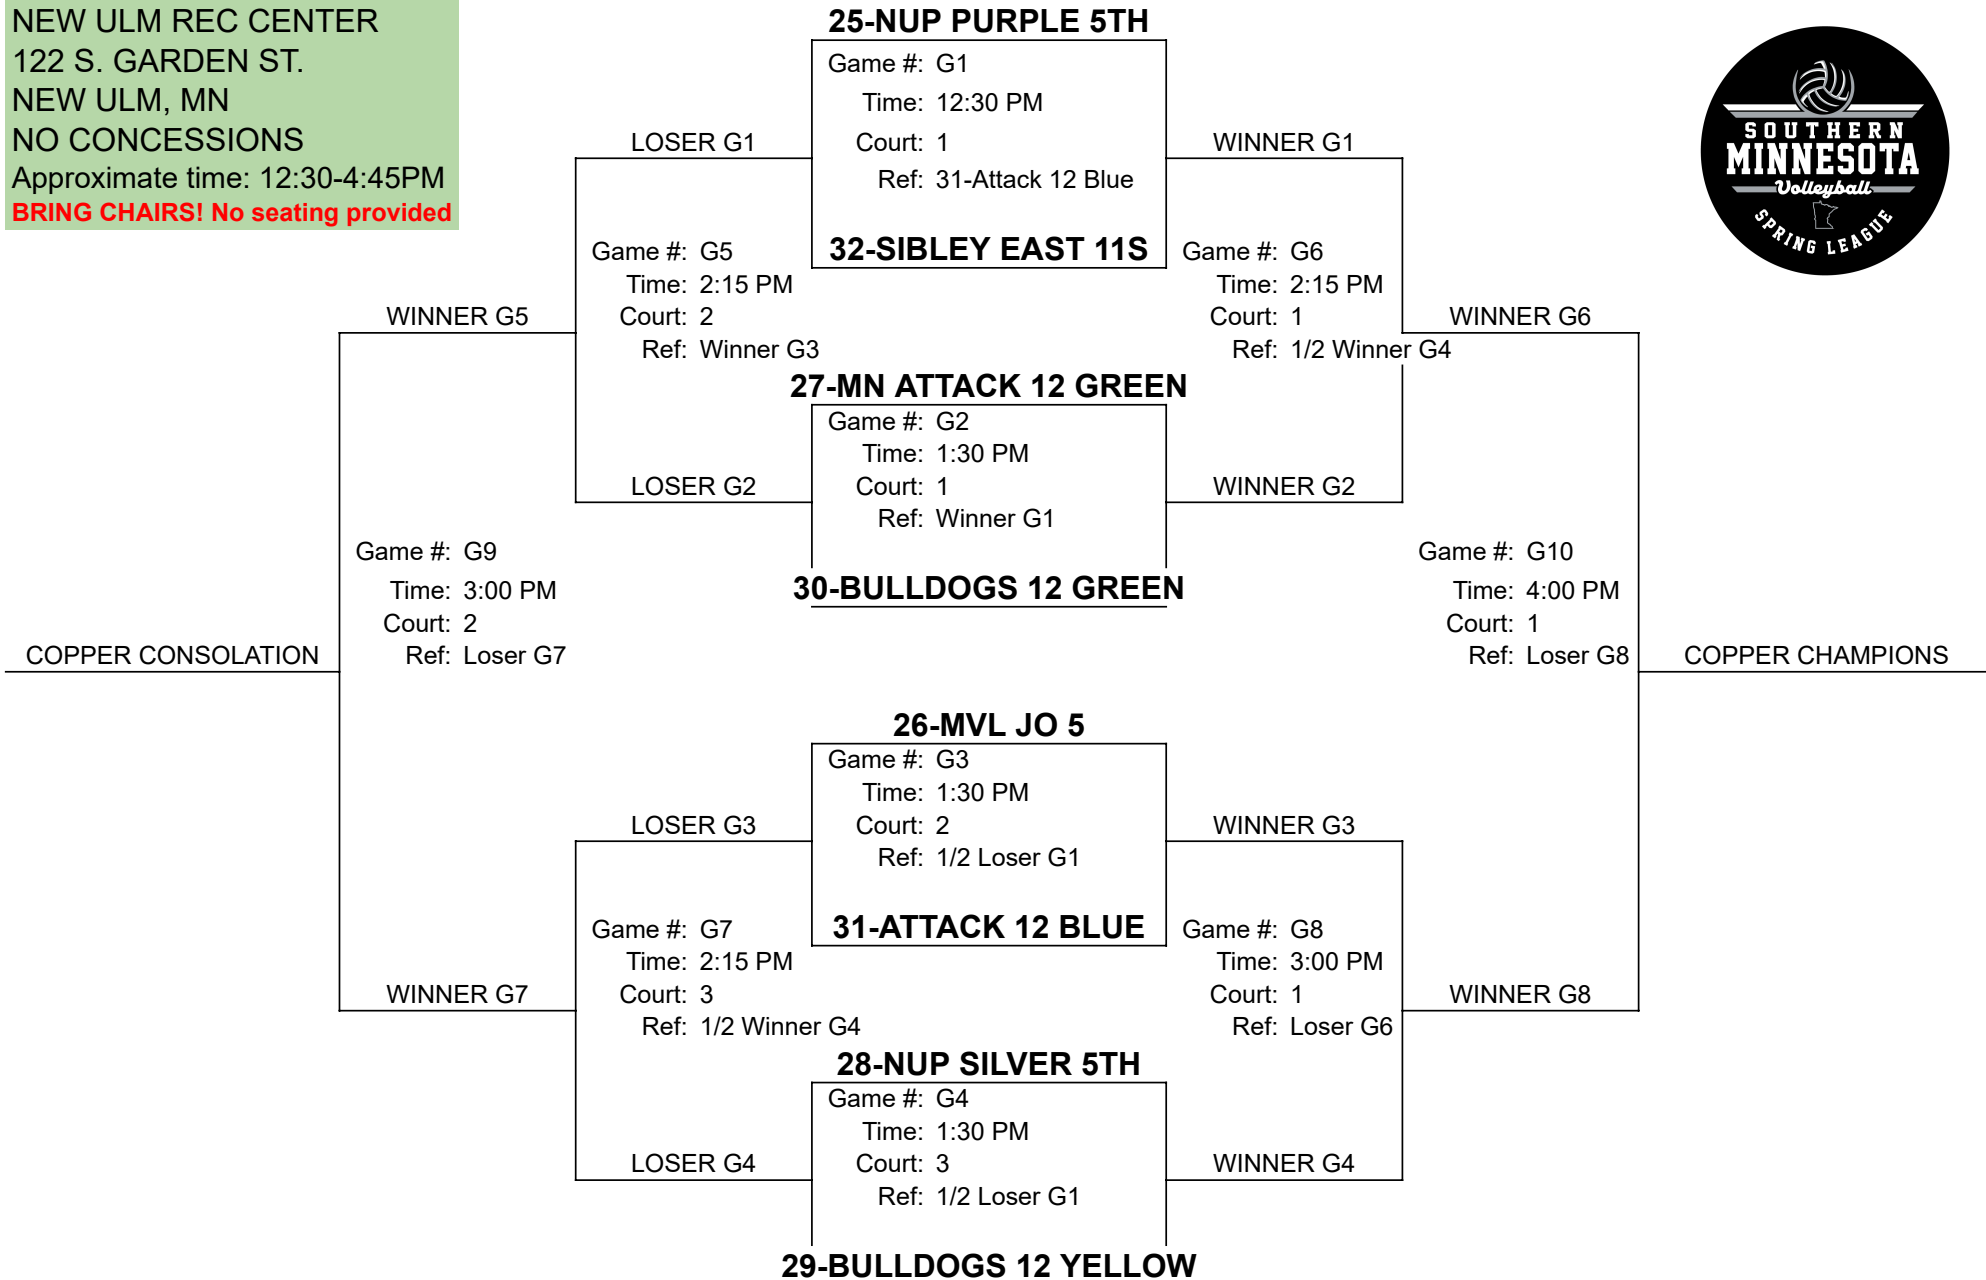 NEW ULM REC CENTER
122 S. GARDEN ST.
NEW ULM, MN
NO CONCESSIONS
Approximate time: 12:30-4:45PM
BRING CHAIRS! No seating provided
25-NUP PURPLE 5TH
Game #: G1
Time: 12:30 PM
Court: 1
Ref: 31-Attack 12 Blue
32-SIBLEY EAST 11S
LOSER G1
WINNER G1
SOUTHERN
MINNESOTA
Volleyball
SPRING LEAGUE
Game #: G5
Time: 2:15 PM
Court: 2
Ref: Winner G3
Game #: G6
Time: 2:15 PM
Court: 1
Ref: 1/2 Winner G4
WINNER G5
WINNER G6
27-MN ATTACK 12 GREEN
Game #: G2
Time: 1:30 PM
Court: 1
Ref: Winner G1
30-BULLDOGS 12 GREEN
LOSER G2
WINNER G2
Game #: G9
Time: 3:00 PM
Court: 2
Ref: Loser G7
Game #: G10
Time: 4:00 PM
Court: 1
Ref: Loser G8
COPPER CONSOLATION
COPPER CHAMPIONS
26-MVL JO 5
Game #: G3
Time: 1:30 PM
Court: 2
Ref: 1/2 Loser G1
31-ATTACK 12 BLUE
LOSER G3
WINNER G3
Game #: G7
Time: 2:15 PM
Court: 3
Ref: 1/2 Winner G4
Game #: G8
Time: 3:00 PM
Court: 1
Ref: Loser G6
WINNER G7
WINNER G8
28-NUP SILVER 5TH
Game #: G4
Time: 1:30 PM
Court: 3
Ref: 1/2 Loser G1
LOSER G4
WINNER G4
29-BULLDOGS 12 YELLOW